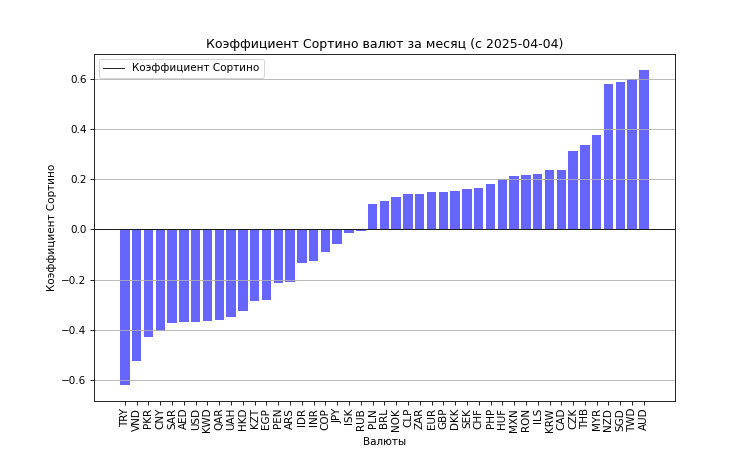 Коэффициент Сортино валют за месяц (с 2025-04-04)
Коэффициент Сортино
Коэффициент Сортино
0.6
0.4
0.2
0.0
−0.2
−0.4
−0.6
TRY VND PKR CNY SAR AED USD KWD QAR UAH HKD KZT EGP PEN ARS IDR INR COP JPY ISK RUB PLN BRL NOK CLP ZAR EUR GBP DKK SEK CHF PHP HUF MXN RON ILS KRW CAD CZK THB MYR NZD SGD TWD AUD
Валюты